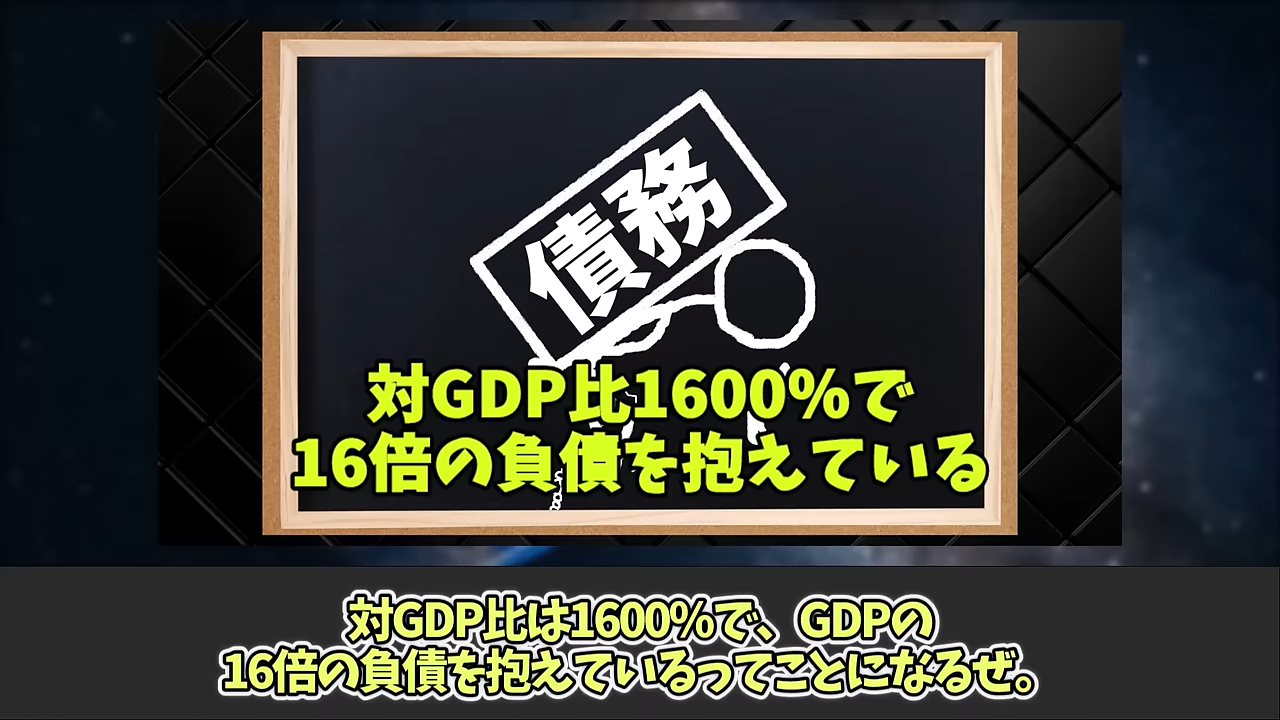 債務
対GDP比1600%で
16倍の負債を抱えている
対GDP比は1600%で、GDPの
16倍の負債を抱えているってことになるぜ。